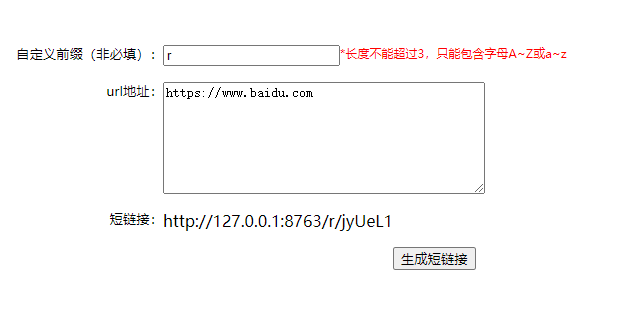 自定义前缀（非必填）： r *长度不能超过3，只能包含字母A~Z或a~z
url地址： https://www.baidu.com
短链接： http://127.0.0.1:8763/r/jyUeL1
生成短链接